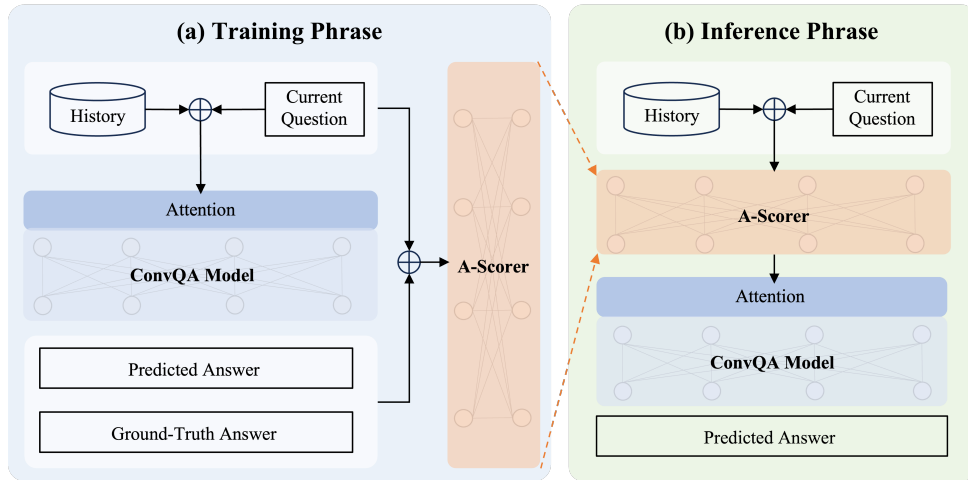 (a) Training Phrase
History
Current
Question
Attention
ConvQA Model
Predicted Answer
Ground-Truth Answer
A-Scorer
(b) Inference Phrase
History
Current
Question
A-Scorer
Attention
ConvQA Model
Predicted Answer